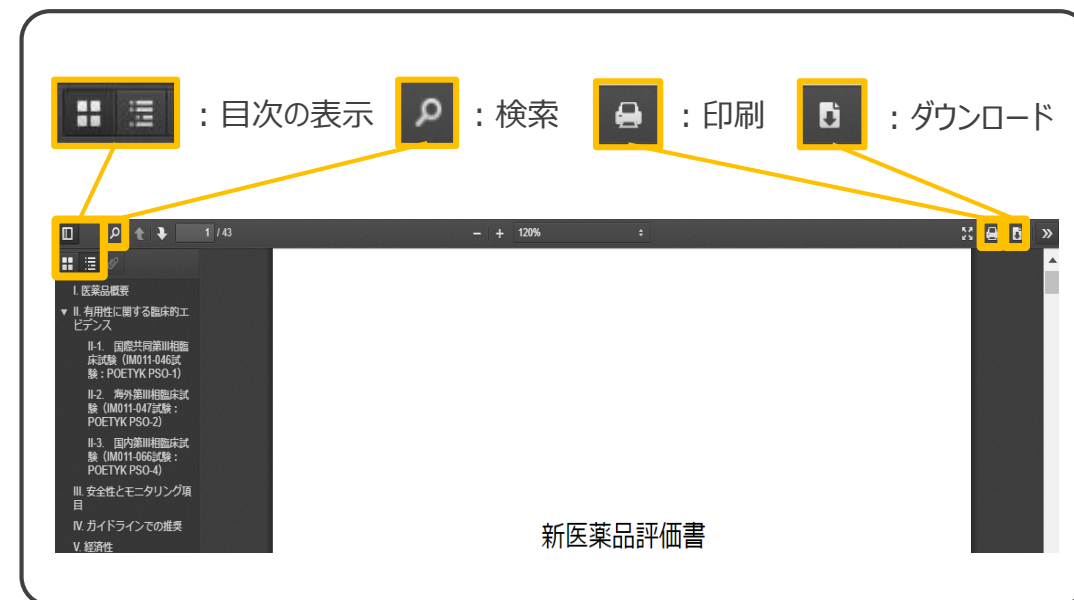 ：目次の表示
：検索
：印刷
：ダウンロード
1 / 43
− + 120%
I. 医薬品概要
▼ II. 有用性に関する臨床的エ
ビデンス
II-1. 国際共同第III相臨
床試験（IM011-046試
験：POETYK PSO-1）
II-2. 海外第III相臨床試
験（IM011-047試験：
POETYK PSO-2）
II-3. 国内第III相臨床試
験（IM011-066試験：
POETYK PSO-4）
III. 安全性とモニタリング項
目
IV. ガイドラインでの推奨
V. 経済性
新医薬品評価書